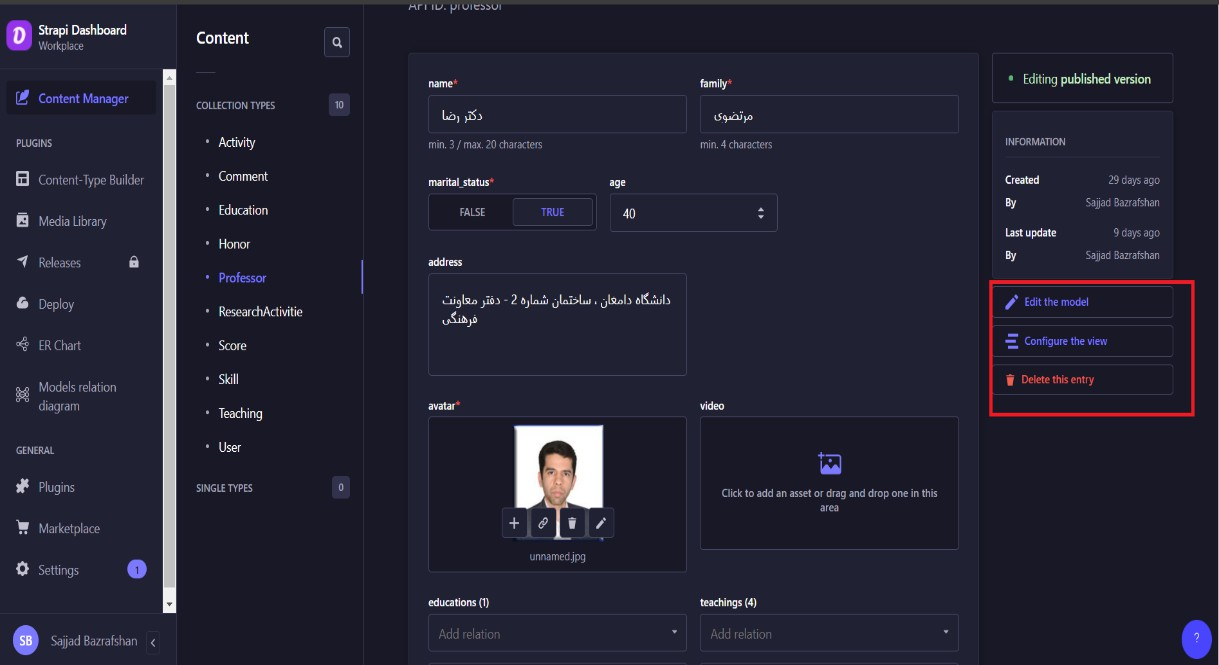 API ID: professor
Strapi Dashboard
Workplace
Content Manager
PLUGINS
Content-Type Builder
Media Library
Releases
Deploy
ER Chart
Models relation
diagram
GENERAL
Plugins
Marketplace
Settings
1
SB
Sajjad Bazrafshan
Content
COLLECTION TYPES
10
Activity
Comment
Education
Honor
Professor
ResearchActivitie
Score
Skill
Teaching
User
SINGLE TYPES
0
name*
دکتر رضا
min. 3 / max. 20 characters
family*
مرتضوی
min. 4 characters
marital_status*
FALSE
TRUE
age
40
address
دانشگاه دامغان ، ساختمان شماره 2 - دفتر معاونت
فرهنگی
avatar*
unnamed.jpg
video
Click to add an asset or drag and drop one in this
area
educations (1)
Add relation
teachings (4)
Add relation
Editing published version
INFORMATION
Created 29 days ago
By Sajjad Bazrafshan
Last update 9 days ago
By Sajjad Bazrafshan
Edit the model
Configure the view
Delete this entry
?